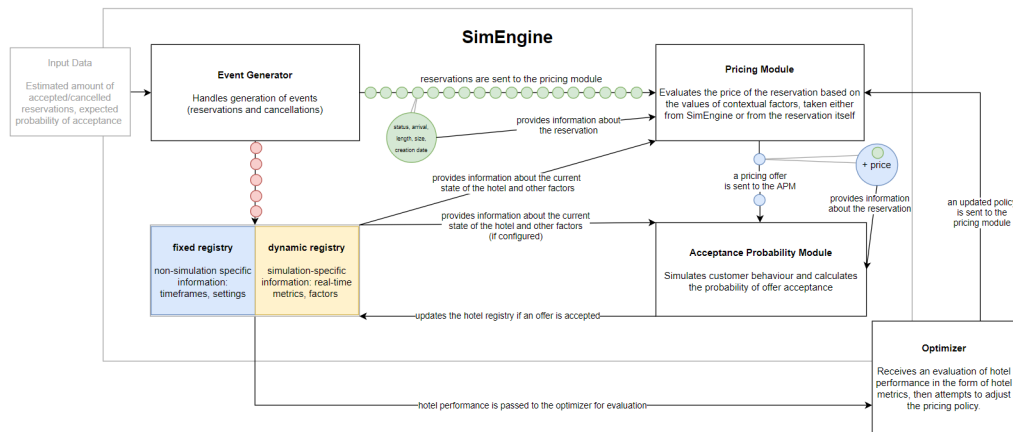 SimEngine
Input Data
Estimated amount of
accepted/cancelled
reservations, expected
probability of acceptance
Event Generator
Handles generation of events
(reservations and cancellations)
reservations are sent to the pricing module
status, arrival,
length, size,
creation date
provides information about
the reservation
Pricing Module
Evaluates the price of the reservation based on
the values of contextual factors, taken either
from SimEngine or from the reservation itself
provides information about the current
state of the hotel and other factors
a pricing offer
is sent to the APM
+ price
provides information
about the reservation
an updated policy
is sent to the
pricing module
provides information about the current
state of the hotel and other factors
(if configured)
fixed registry
non-simulation specific
information:
timeframes, settings
dynamic registry
simulation-specific
information: real-time
metrics, factors
Acceptance Probability Module
Simulates customer behaviour and calculates
the probability of offer acceptance
updates the hotel registry if an offer is accepted
Optimizer
Receives an evaluation of hotel
performance in the form of hotel
metrics, then attempts to adjust
the pricing policy.
hotel performance is passed to the optimizer for evaluation